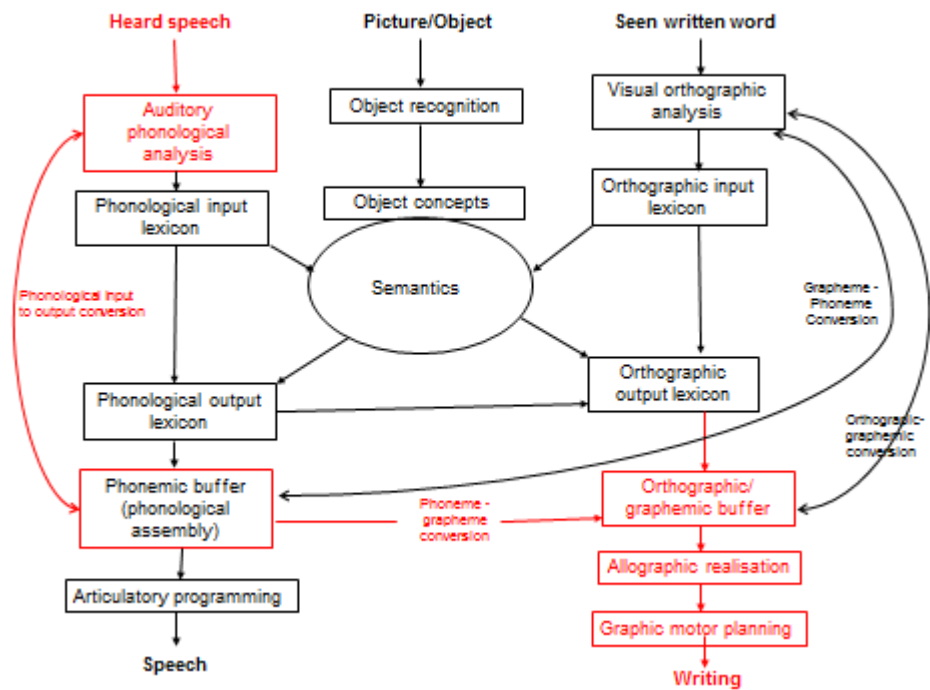 Heard speech
Picture/Object
Seen written word
Auditory
phonological
analysis
Object recognition
Visual orthographic
analysis
Phonological input
lexicon
Object concepts
Orthographic input
lexicon
Semantics
Phonological input
to output conversion
Grapheme -
Phoneme
Conversion
Phonological output
lexicon
Orthographic
output lexicon
Orthograpic-
graphemic
conversion
Phonemic buffer
(phonological
assembly)
Phoneme -
grapheme
conversion
Orthographic/
graphemic buffer
Articulatory programming
Allographic realisation
Graphic motor planning
Speech
Writing